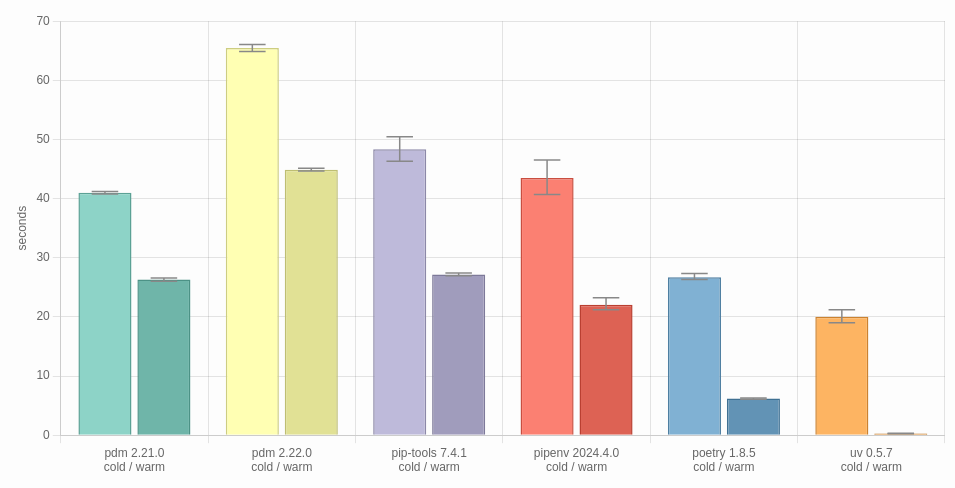 70
60
50
40
30
20
10
0
seconds
pdm 2.21.0
cold / warm
pdm 2.22.0
cold / warm
pip-tools 7.4.1
cold / warm
pipenv 2024.4.0
cold / warm
poetry 1.8.5
cold / warm
uv 0.5.7
cold / warm